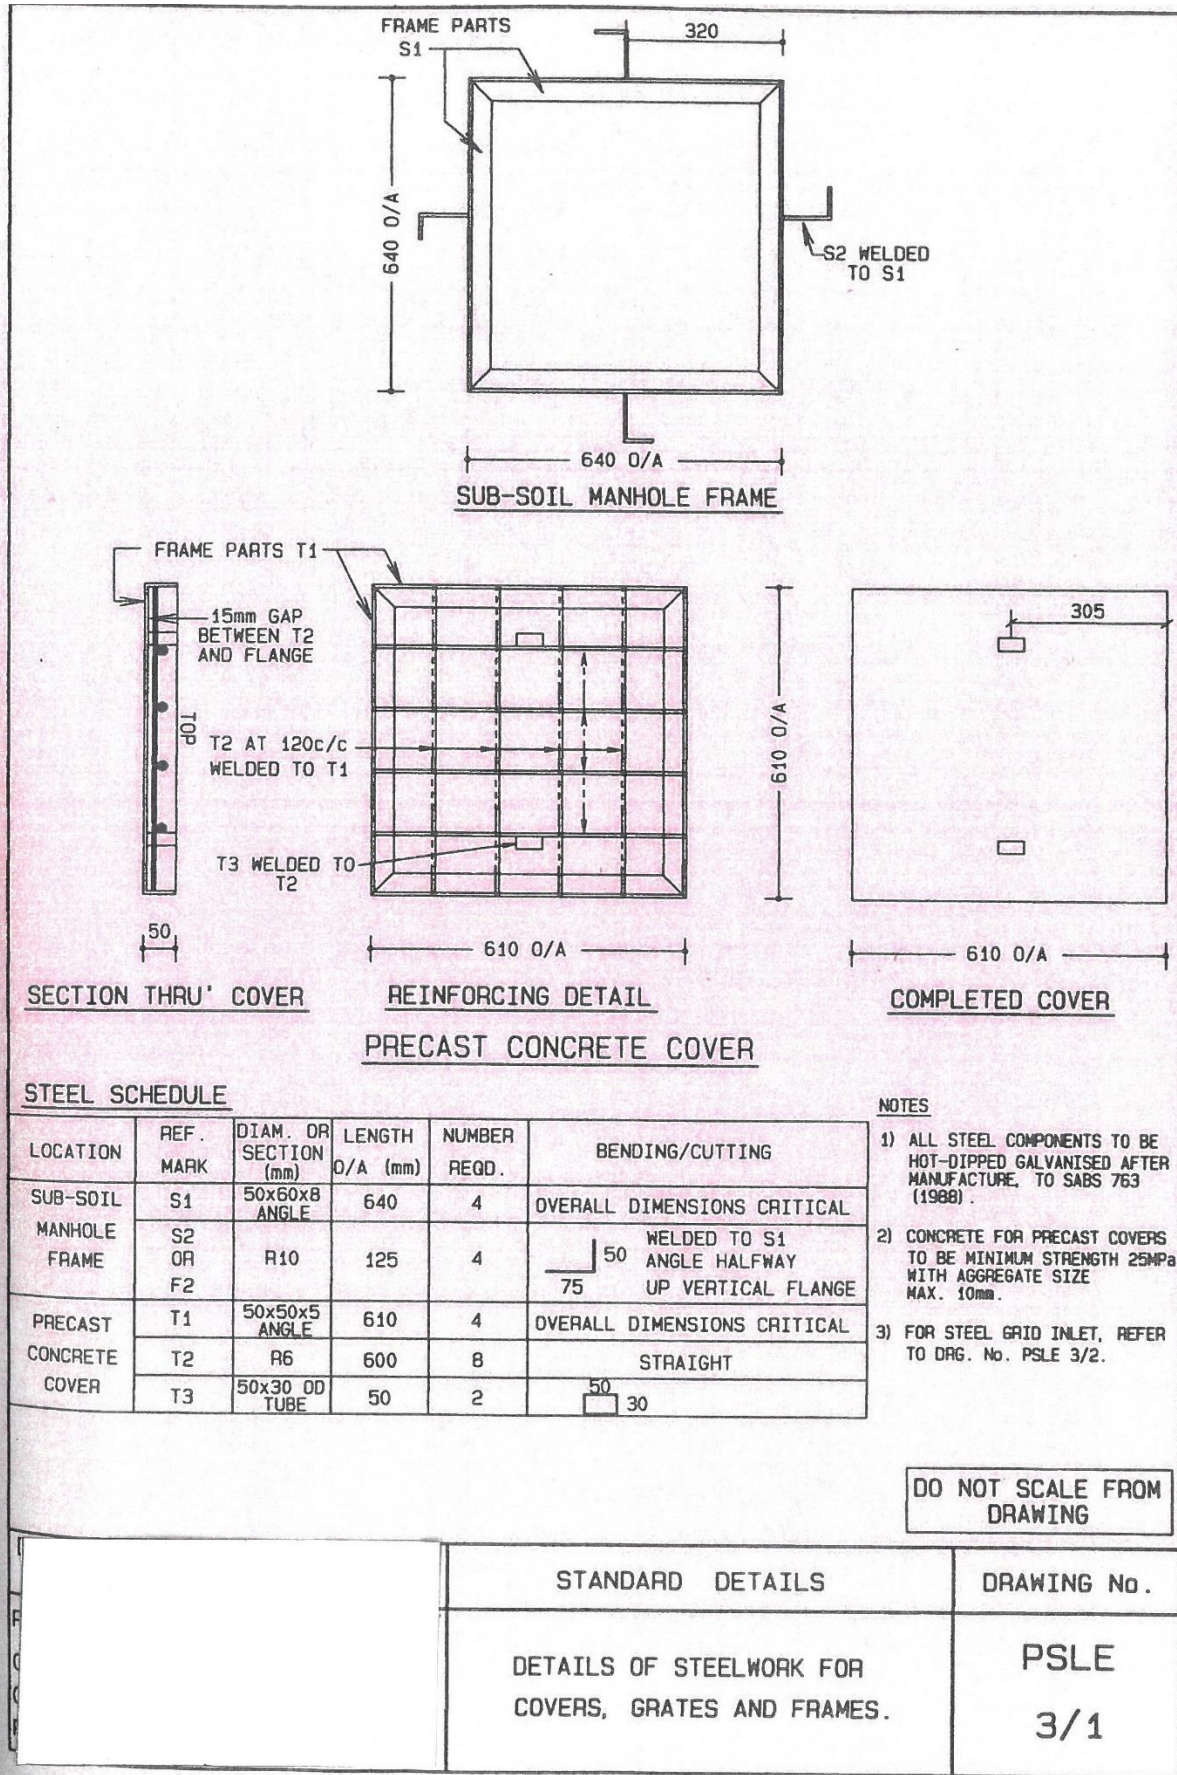 FRAME PARTS
S1
320
640 O/A
S2 WELDED
TO S1
640 O/A
SUB-SOIL MANHOLE FRAME
FRAME PARTS T1
15mm GAP
BETWEEN T2
AND FLANGE
TOP
T2 AT 120c/c
WELDED TO T1
T3 WELDED TO
T2
50
610 O/A
305
610 O/A
610 O/A
SECTION THRU' COVER
REINFORCING DETAIL
COMPLETED COVER
PRECAST CONCRETE COVER
STEEL SCHEDULE
LOCATION
REF.
MARK
DIAM. OR
SECTION
(mm)
LENGTH
O/A (mm)
NUMBER
REQD.
BENDING/CUTTING
SUB-SOIL
MANHOLE
FRAME
S1
50x60x8
ANGLE
640
4
OVERALL DIMENSIONS CRITICAL
S2
OR
F2
R10
125
4
50
75
WELDED TO S1
ANGLE HALFWAY
UP VERTICAL FLANGE
PRECAST
CONCRETE
COVER
T1
50x50x5
ANGLE
610
4
OVERALL DIMENSIONS CRITICAL
T2
R6
600
8
STRAIGHT
T3
50x30 OD
TUBE
50
2
50
30
NOTES
1) ALL STEEL COMPONENTS TO BE
HOT-DIPPED GALVANISED AFTER
MANUFACTURE, TO SABS 763
(1988).
2) CONCRETE FOR PRECAST COVERS
TO BE MINIMUM STRENGTH 25MPa
WITH AGGREGATE SIZE
MAX. 10mm.
3) FOR STEEL GRID INLET, REFER
TO DRG. No. PSLE 3/2.
DO NOT SCALE FROM
DRAWING
STANDARD DETAILS
DETAILS OF STEELWORK FOR
COVERS, GRATES AND FRAMES.
DRAWING No.
PSLE
3/1